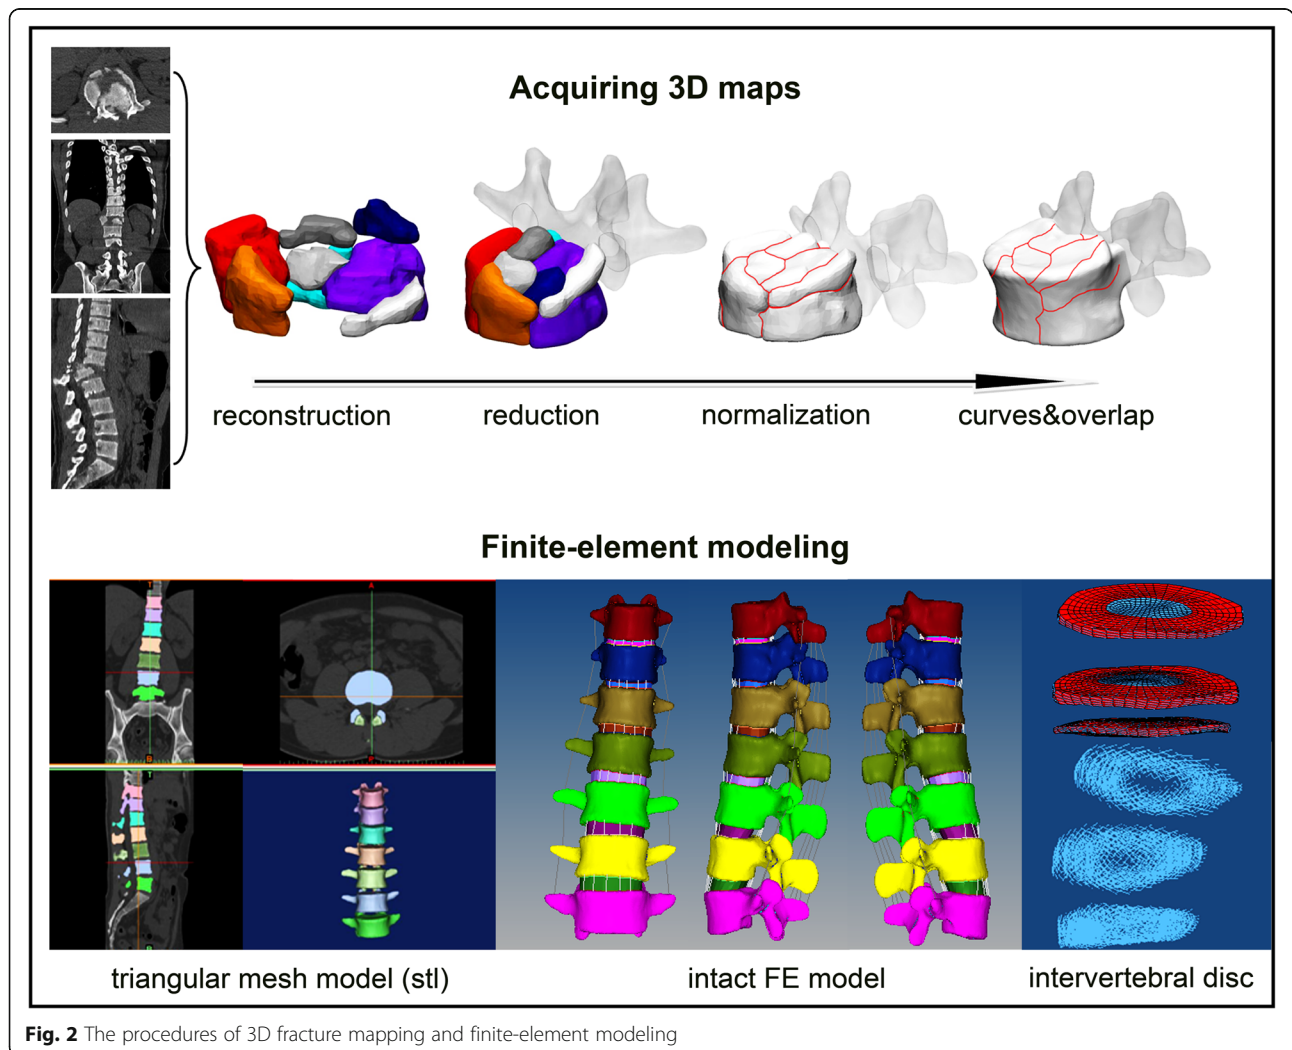 Acquiring 3D maps
reconstruction
reduction
normalization
curves&overlap
Finite-element modeling
triangular mesh model (stl)
intact FE model
intervertebral disc
Fig. 2 The procedures of 3D fracture mapping and finite-element modeling